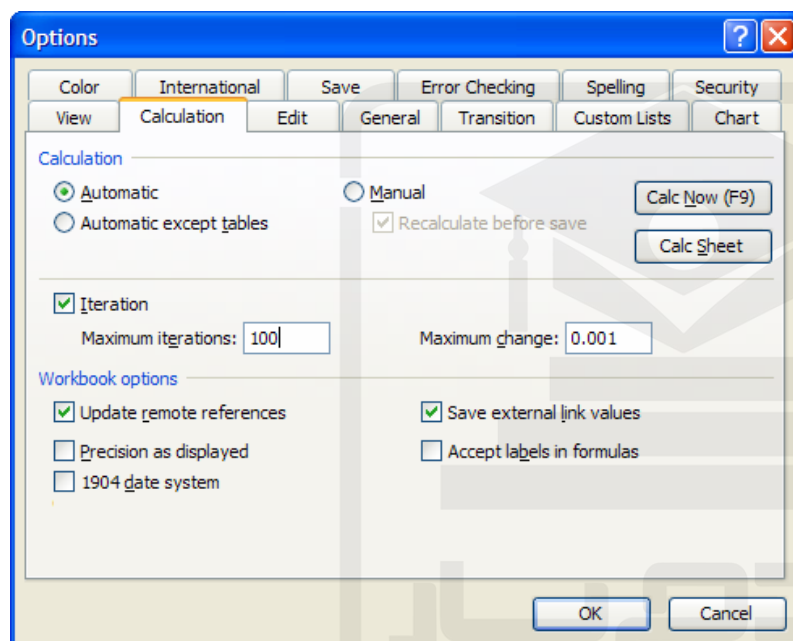 Options
Color International Save Error Checking Spelling Security
View Calculation Edit General Transition Custom Lists Chart
Calculation
Automatic Manual Calc Now (F9)
Automatic except tables Recalculate before save
Calc Sheet
Iteration
Maximum iterations: 100 Maximum change: 0.001
Workbook options
Update remote references Save external link values
Precision as displayed Accept labels in formulas
1904 date system
OK Cancel